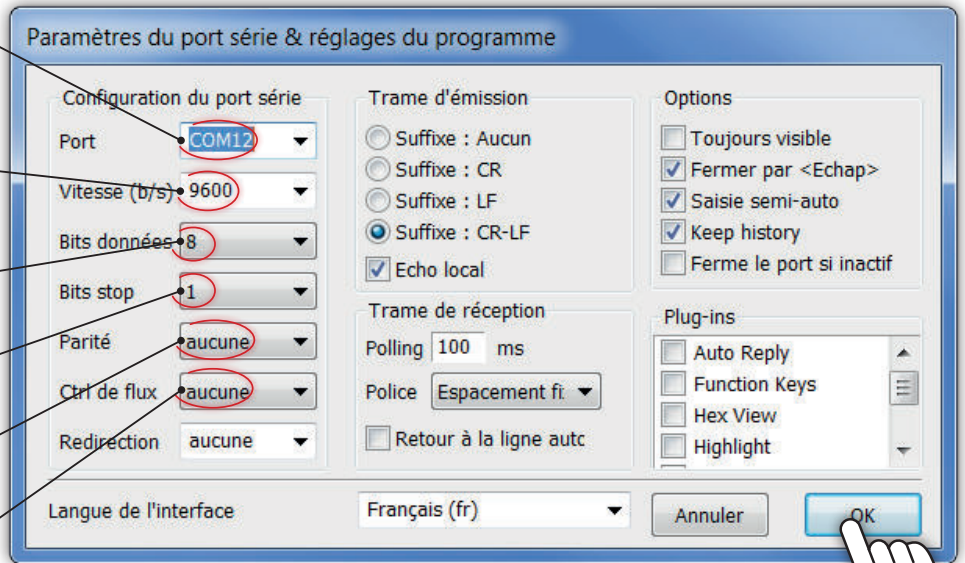 Paramètres du port série & réglages du programme
Configuration du port série
Port COM12
Vitesse (b/s) 9600
Bits données 8
Bits stop 1
Parité aucune
Ctrl de flux aucune
Redirection aucune
Trame d'émission
Suffixe : Aucun
Suffixe : CR
Suffixe : LF
Suffixe : CR-LF
Echo local
Trame de réception
Polling 100 ms
Police Espacement fi
Retour à la ligne autc
Options
Toujours visible
Fermer par <Echap>
Saisie semi-auto
Keep history
Ferme le port si inactif
Plug-ins
Auto Reply
Function Keys
Hex View
Highlight
Langue de l'interface Français (fr) Annuler OK